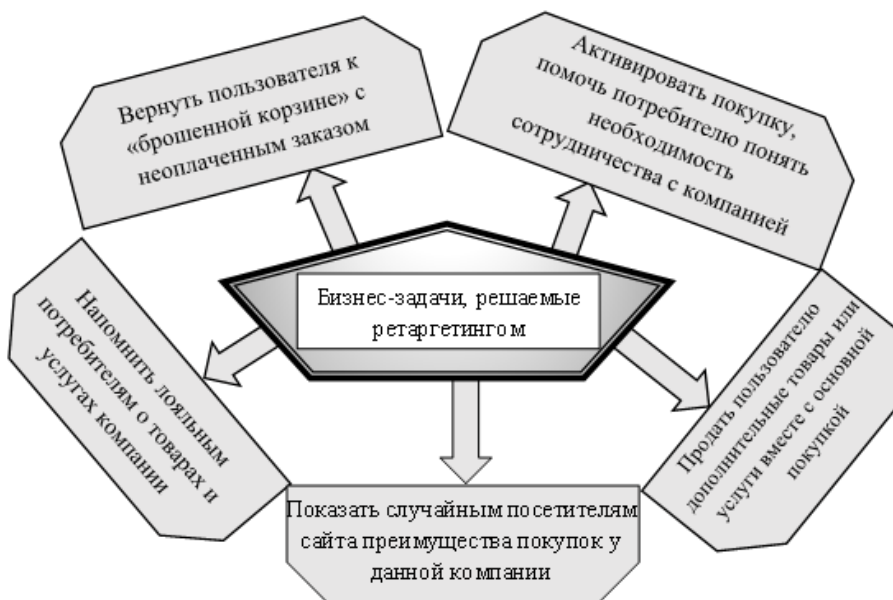 Вернуть пользователя к
«брошенной корзине» с
неоплаченным заказом
Активировать покупку,
помочь потребителю понять
необходимость
сотрудничества с компанией
Бизнес-задачи, решаемые
ретаргетингом
Напомнить лояльным
потребителям о товарах и
услугах компании
Продать пользователю
дополнительные товары или
услуги вместе с основной
покупкой
Показать случайным посетителям
сайта преимущества покупок у
данной компании